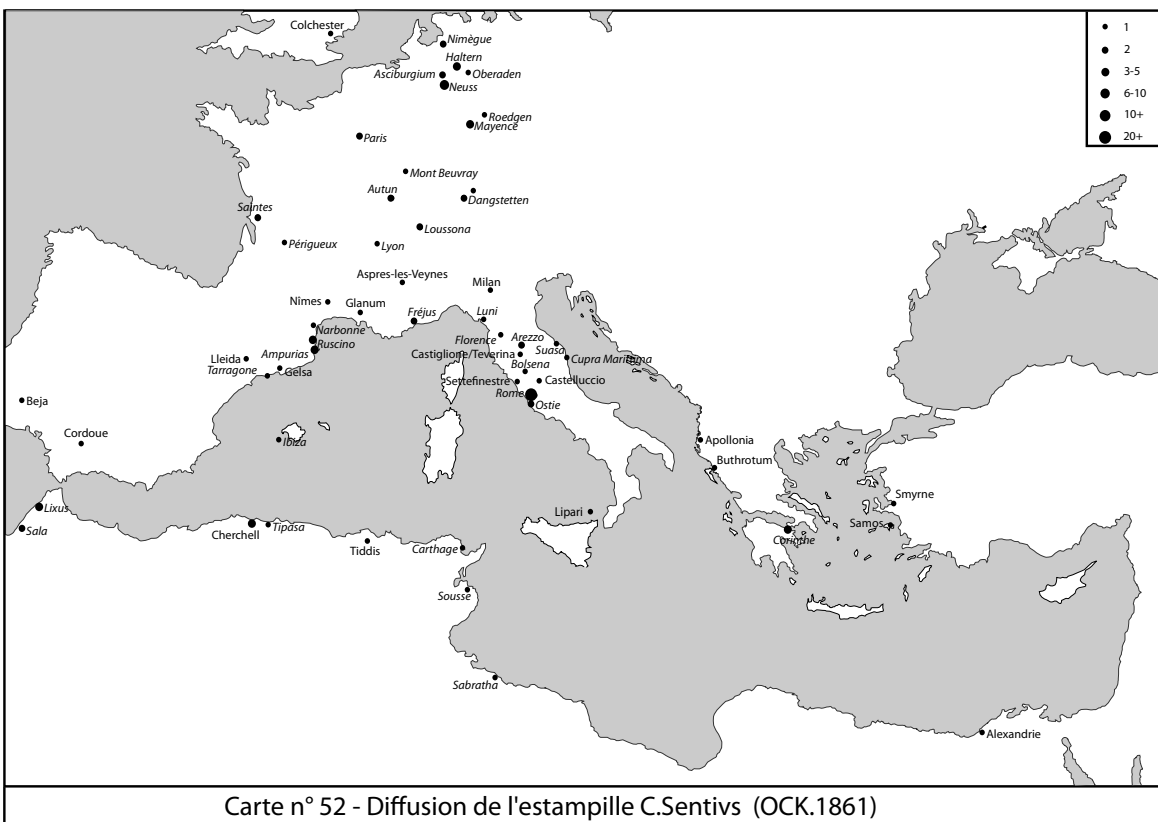 Colchester
1
2
3-5
6-10
10+
20+
Nimègue
Haltern
Asciburgium
Oberaden
Neuss
Roedgen
Mayence
Paris
Mont Beuvray
Autun
Dangstetten
Saintes
Loussona
Périgueux
Lyon
Aspres-les-Veynes
Milan
Nîmes
Glanum
Fréjus
Luni
Narbonne
Ruscino
Florence
Arezzo
Suasa
Ampurias
Castiglione/Teverina
Cupra Maritima
Lleida
Tarragone
Gelsa
Bolsena
Settefinestre
Castelluccio
Rome
Ostie
Beja
Cordoue
Ibiza
Apollonia
Buthrotum
Smyrne
Lixus
Sala
Cherchell
Tipasa
Lipari
Samos
Corinthe
Tiddis
Carthage
Sousse
Sabratha
Alexandrie
Carte n° 52 - Diffusion de l'estampille C.Sentivs (OCK.1861)